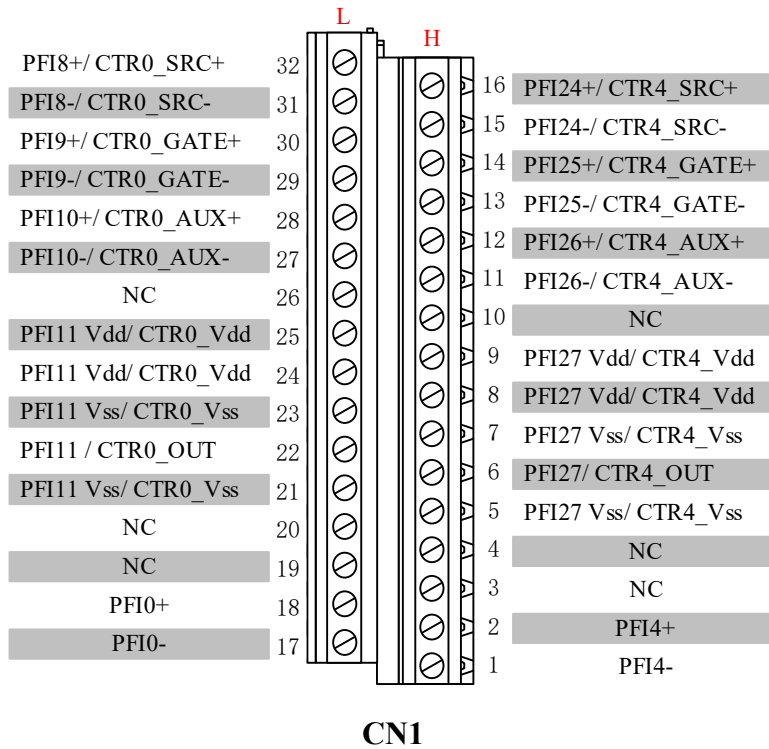 L
H
PFI8+/ CTR0_SRC+ 32
PFI8-/ CTR0_SRC- 31
PFI9+/ CTR0_GATE+ 30
PFI9-/ CTR0_GATE- 29
PFI10+/ CTR0_AUX+ 28
PFI10-/ CTR0_AUX- 27
NC 26
PFI11 Vdd/ CTR0_Vdd 25
PFI11 Vdd/ CTR0_Vdd 24
PFI11 Vss/ CTR0_Vss 23
PFI11 / CTR0_OUT 22
PFI11 Vss/ CTR0_Vss 21
NC 20
NC 19
PFI0+ 18
PFI0- 17
16 PFI24+/ CTR4_SRC+
15 PFI24-/ CTR4_SRC-
14 PFI25+/ CTR4_GATE+
13 PFI25-/ CTR4_GATE-
12 PFI26+/ CTR4_AUX+
11 PFI26-/ CTR4_AUX-
10 NC
9 PFI27 Vdd/ CTR4_Vdd
8 PFI27 Vdd/ CTR4_Vdd
7 PFI27 Vss/ CTR4_Vss
6 PFI27/ CTR4_OUT
5 PFI27 Vss/ CTR4_Vss
4 NC
3 NC
2 PFI4+
1 PFI4-
CN1